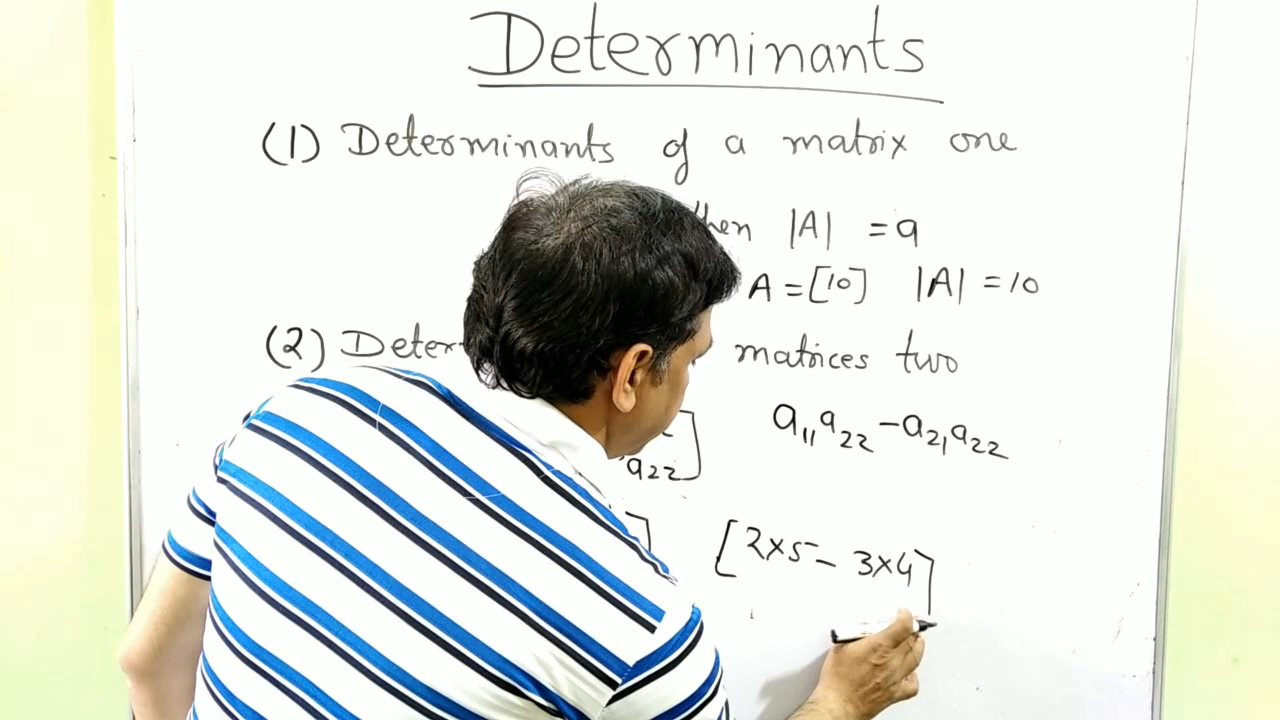 Determinants
(1) Determinants of a matrix one
then |A| = a
A = [10] |A| = 10
(2) matrices two
a₂₂] a₁₁a₂₂ - a₂₁a₂₂
] [2×5 - 3×4]